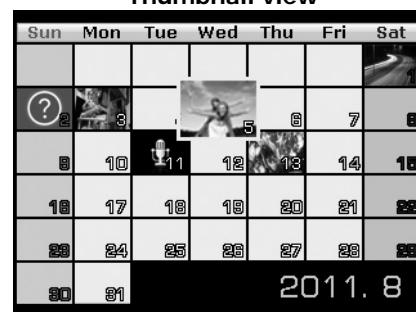 Thumbnail view
Sun Mon Tue Wed Thu Fri Sat
1
? 2 3 5 6 7 8
9 10 11 12 13 14 15
16 17 18 19 20 21 22
23 24 25 26 27 28 29
30 31
2011. 8